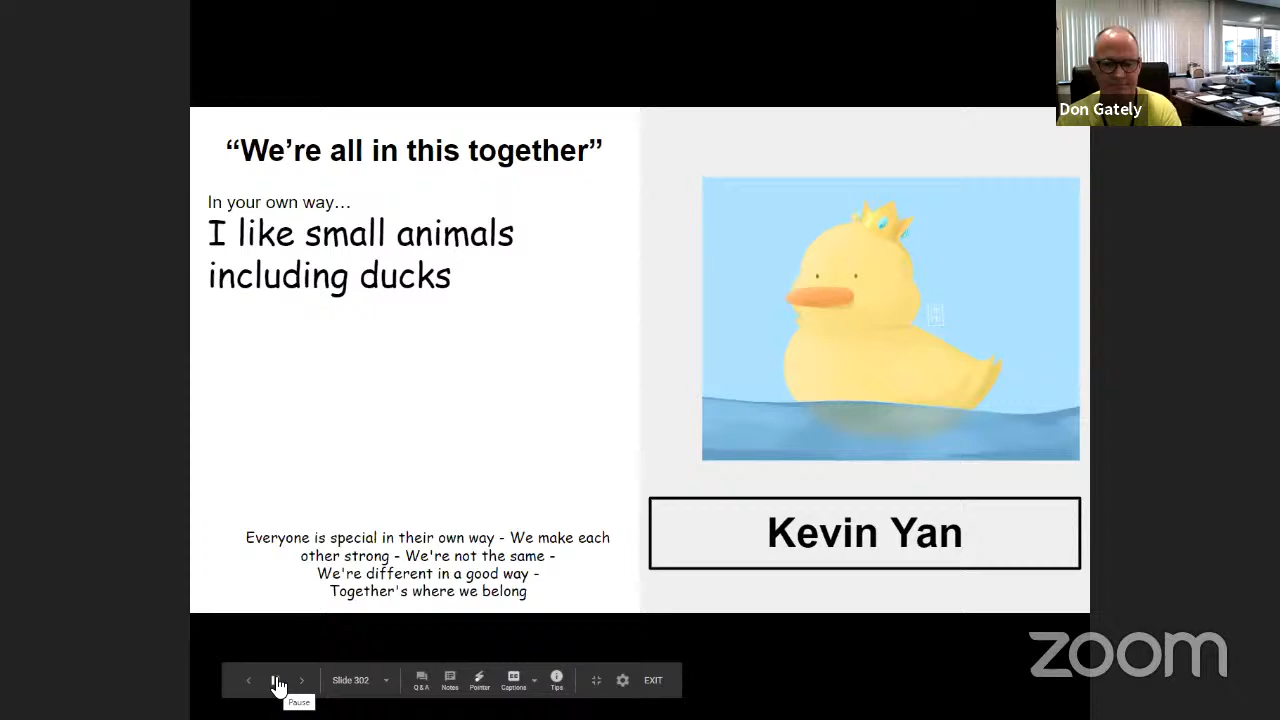 Don Gately
“We’re all in this together”
In your own way…
I like small animals
including ducks
Kevin Yan
Everyone is special in their own way - We make each
other strong - We're not the same -
We're different in a good way -
Together's where we belong
zoom
Slide 302
Q&A
Notes
Pointer
Captions
Tips
EXIT
Pause